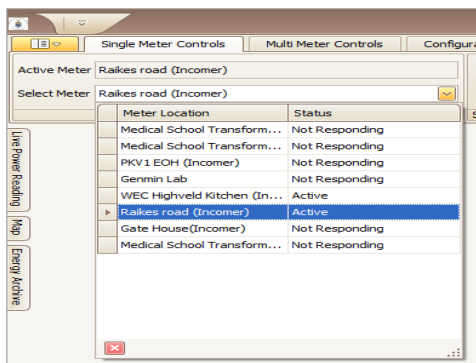 Single Meter Controls Multi Meter Controls Configura
Active Meter Raikes road (Incomer)
Select Meter Raikes road (Incomer)
Meter Location Status
Medical School Transform... Not Responding
Medical School Transform... Not Responding
PKV1 EOH (Incomer) Not Responding
Genmin Lab Not Responding
WEC Highveld Kitchen (In... Active
Raikes road (Incomer) Active
Gate House(Incomer) Not Responding
Medical School Transform... Not Responding
Live Power Reading
Map
Energy Archive